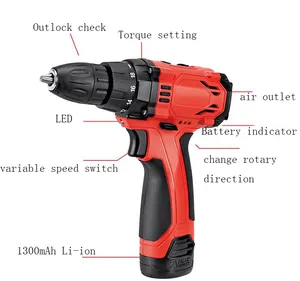 Outlock check
Torque setting
air outlet
LED
Battery indicator
variable speed switch
change rotary
direction
1300mAh Li-ion